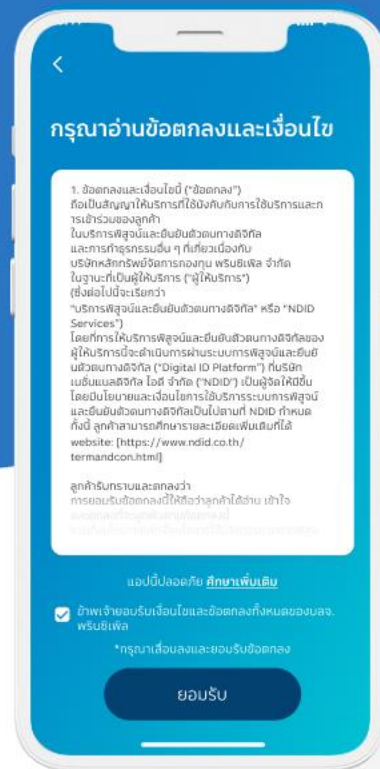 กรุณาอ่านข้อตกลงและเงื่อนไข
1. ข้อตกลงและเงื่อนไขนี้ ("ข้อตกลง")
ถือเป็นสัญญาให้บริการที่ใช้บังคับกับการใช้บริการและก
ารเข้าร่วมของลูกค้า
ในบริการพิสูจน์และยืนยันตัวตนทางดิจิทัล
และการทำธุรกรรมอื่น ๆ ที่เกี่ยวเนื่องกับ
บริษัทหลักทรัพย์จัดการกองทุน พรินซิเพิล จำกัด
ในฐานะที่เป็นผู้ให้บริการ ("ผู้ให้บริการ")
(ซึ่งต่อไปนี้จะเรียกว่า
"บริการพิสูจน์และยืนยันตัวตนทางดิจิทัล" หรือ "NDID
Services")
โดยที่การให้บริการพิสูจน์และยืนยันตัวตนทางดิจิทัลของ
ผู้ให้บริการนี้จะดำเนินการผ่านระบบการพิสูจน์และยืนยั
นตัวตนทางดิจิทัล ("Digital ID Platform") ที่บริษัท
เนชั่นแนลดิจิทัล ไอดี จำกัด ("NDID") เป็นผู้จัดให้มีขึ้น
โดยมีนโยบายและเงื่อนไขการใช้บริการระบบการพิสูจน์
และยืนยันตัวตนทางดิจิทัลเป็นไปตามที่ NDID กำหนด
ทั้งนี้ ลูกค้าสามารถศึกษารายละเอียดเพิ่มเติมที่ได้
website: [https://www.ndid.co.th/
termandcon.html]
ลูกค้ารับทราบและตกลงว่า
การยอมรับข้อตกลงนี้ให้ถือว่าลูกค้าได้อ่าน เข้าใจ
แอปนี้ปลอดภัย ศึกษาเพิ่มเติม
ข้าพเจ้ายอมรับเงื่อนไขและข้อตกลงทั้งหมดของบลจ.
พรินซิเพิล
*กรุณาเลื่อนลงและยอมรับข้อตกลง
ยอมรับ